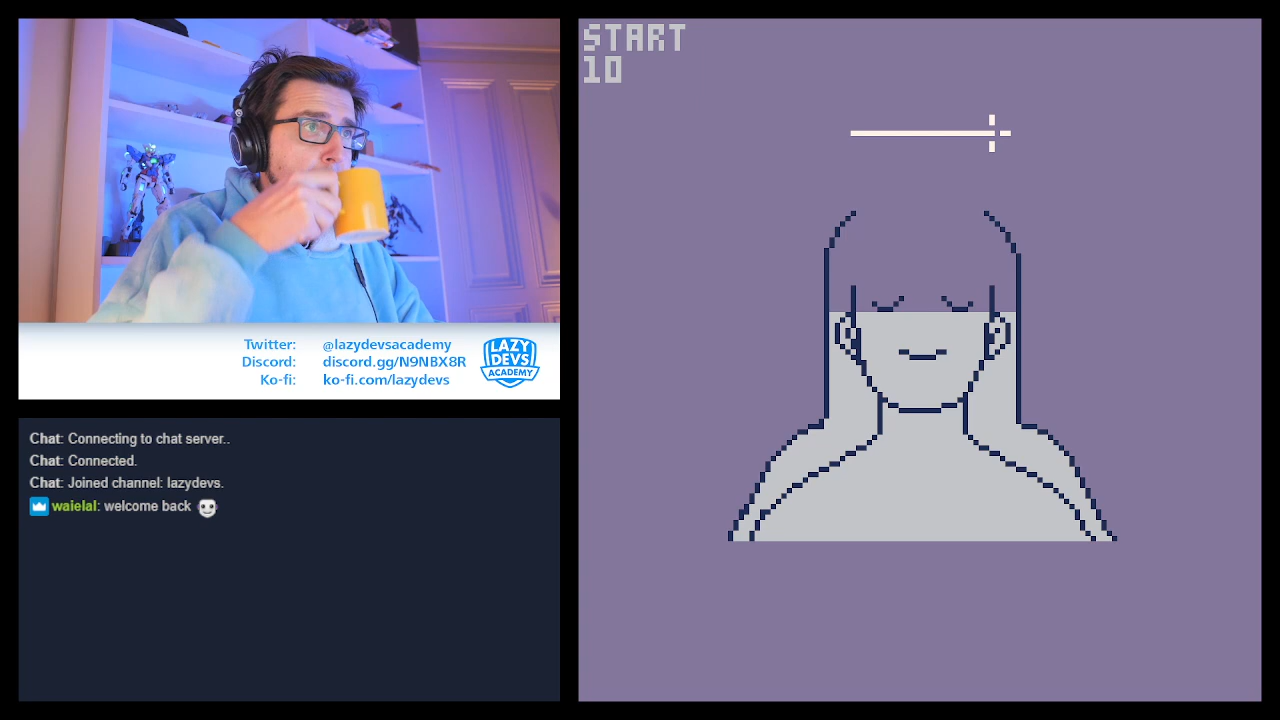 START
10
Twitter: @lazydevsacademy
Discord: discord.gg/N9NBX8R
Ko-fi: ko-fi.com/lazydevs
LAZY
DEVS
ACADEMY
Chat: Connecting to chat server..
Chat: Connected.
Chat: Joined channel: lazydevs.
waielal: welcome back